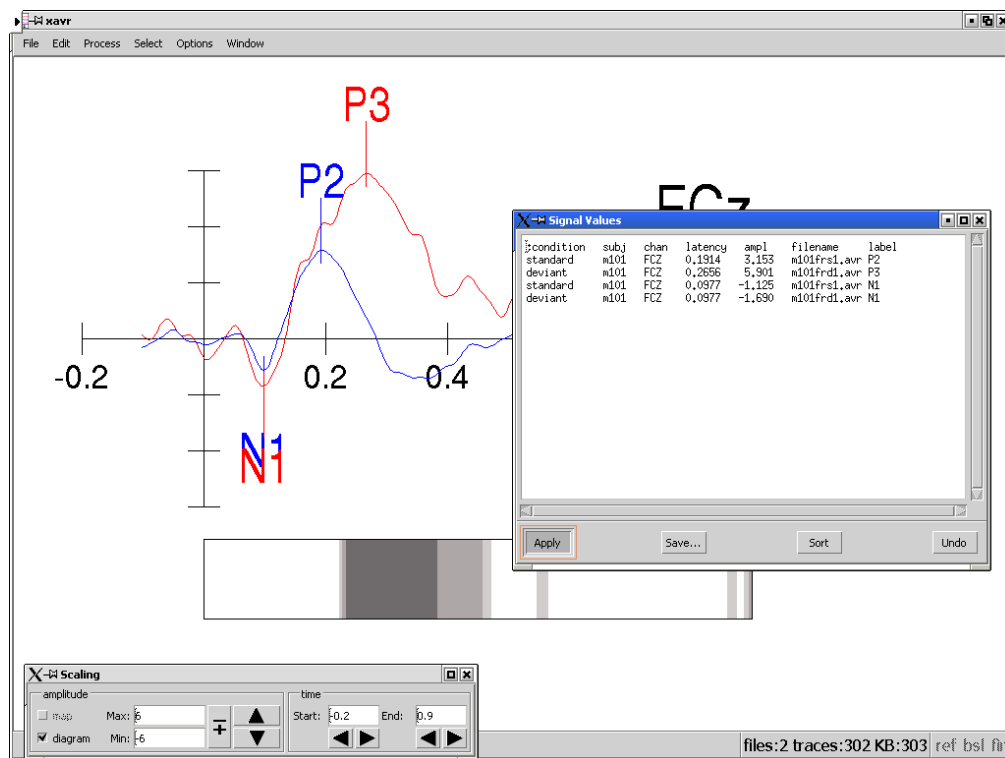 xavr
File Edit Process Select Options Window
P3
P2
FCz
Signal Values
condition subj chan latency ampl filename label
standard m101 FCZ 0.1914 3.153 m101frs1.avr P2
deviant m101 FCZ 0.2656 5.901 m101frd1.avr P3
standard m101 FCZ 0.0977 -1.125 m101frs1.avr N1
deviant m101 FCZ 0.0977 -1.690 m101frd1.avr N1
-0.2 0.2 0.4
N1
N1
Apply Save... Sort Undo
Scaling
amplitude time
map Max: 6 Start: -0.2 End: 0.9
diagram Min: -6
files:2 traces:302 KB:303 ref bsl